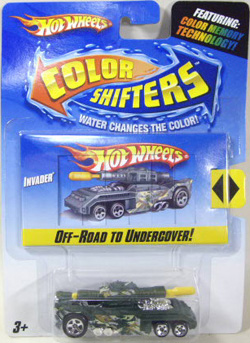 Hot Wheels
FEATURING:
COLOR MEMORY
TECHNOLOGY!
COLOR
SHIFTERS
WATER CHANGES THE COLOR!
INVADER
Hot Wheels
OFF-ROAD TO UNDERCOVER!
3+